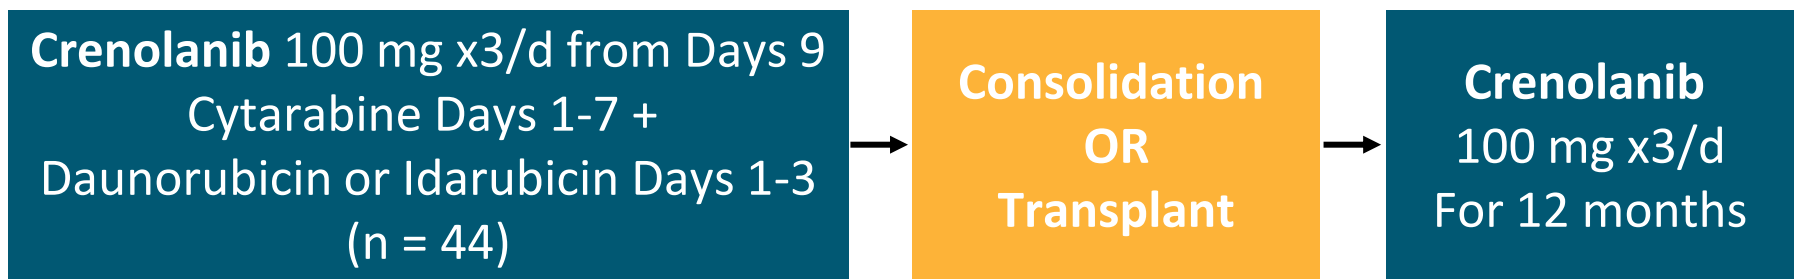 Crenolanib 100 mg x3/d from Days 9
Cytarabine Days 1-7 +
Daunorubicin or Idarubicin Days 1-3
(n = 44)
Consolidation
OR
Transplant
Crenolanib
100 mg x3/d
For 12 months